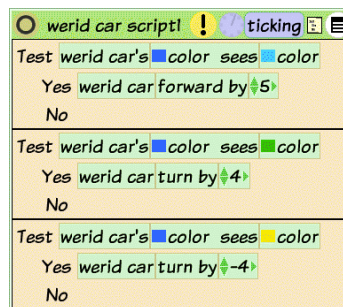 werid car script1 ! ticking
Test werid car's color sees color
Yes werid car forward by 5
No
Test werid car's color sees color
Yes werid car turn by 4
No
Test werid car's color sees color
Yes werid car turn by -4
No